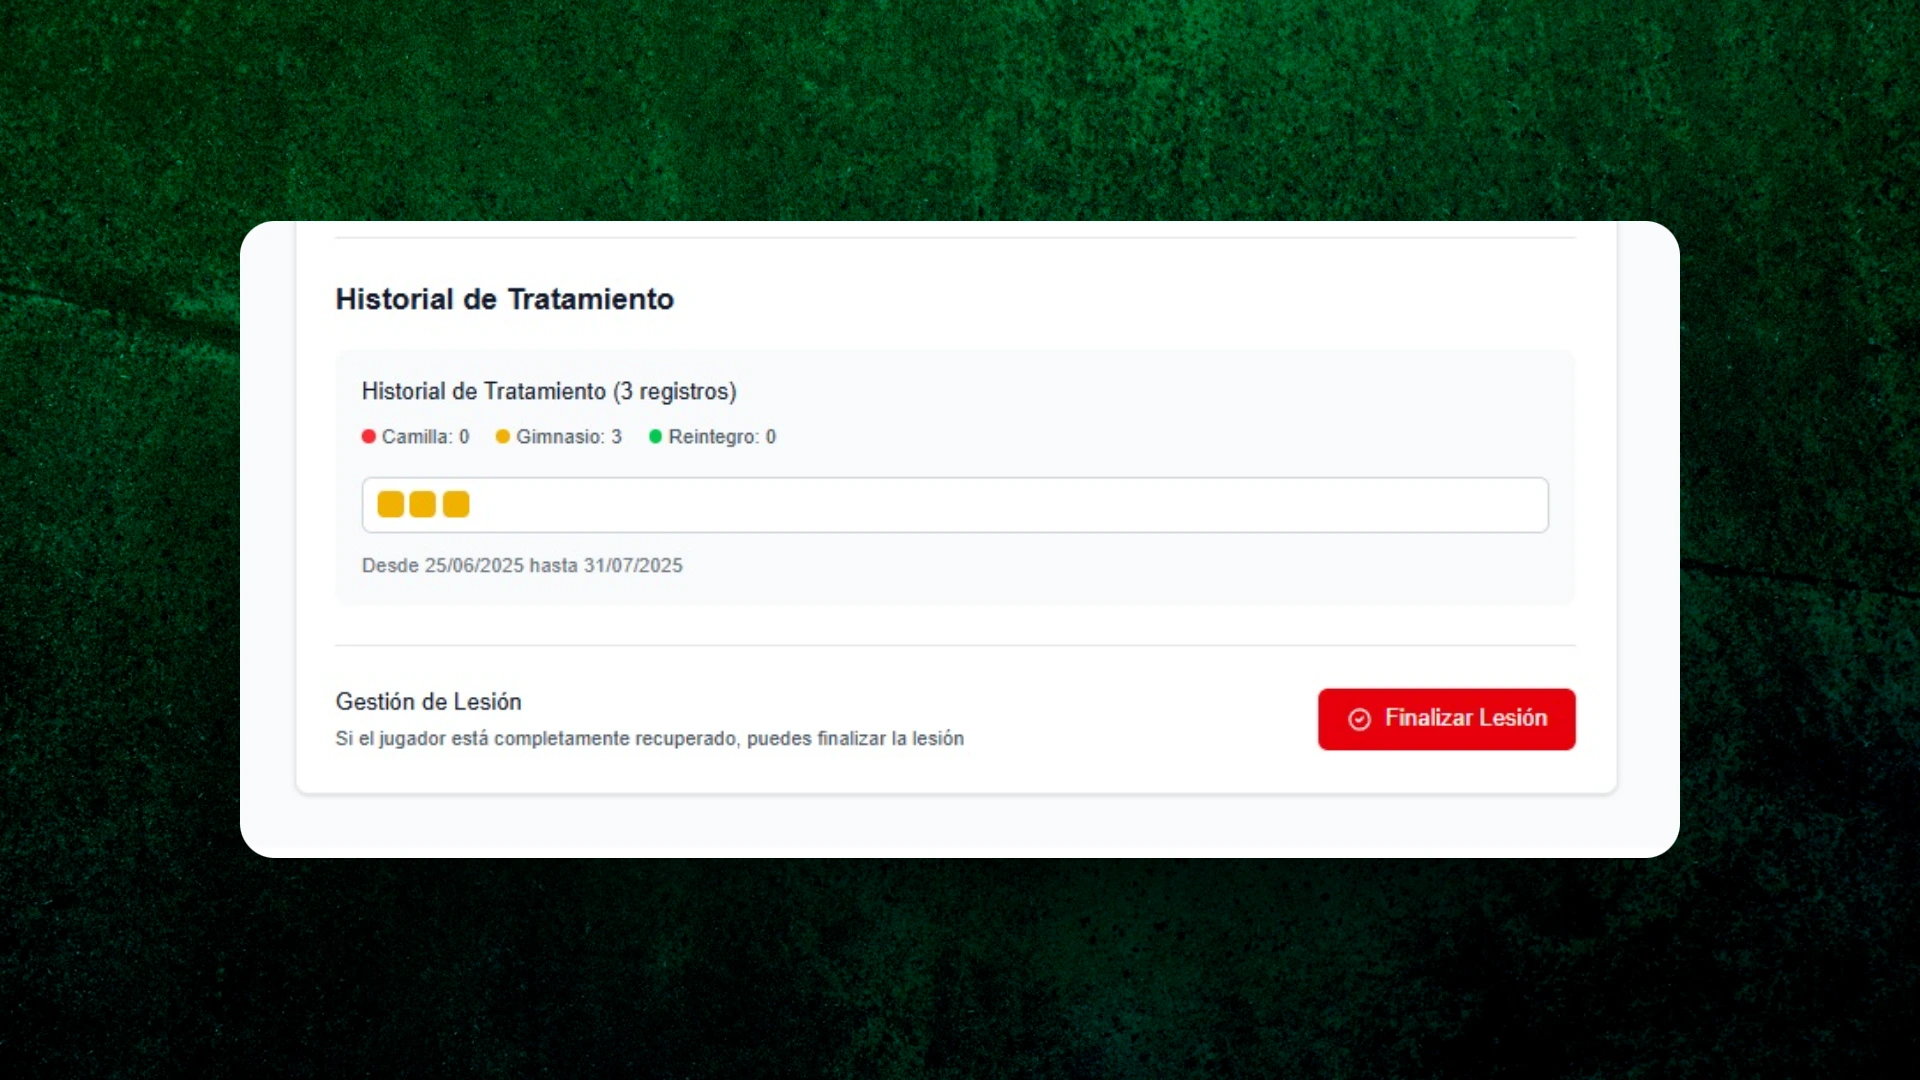 Historial de Tratamiento
Historial de Tratamiento (3 registros)
Camilla: 0 Gimnasio: 3 Reintegro: 0
Desde 25/06/2025 hasta 31/07/2025
Gestión de Lesión
Si el jugador está completamente recuperado, puedes finalizar la lesión
Finalizar Lesión